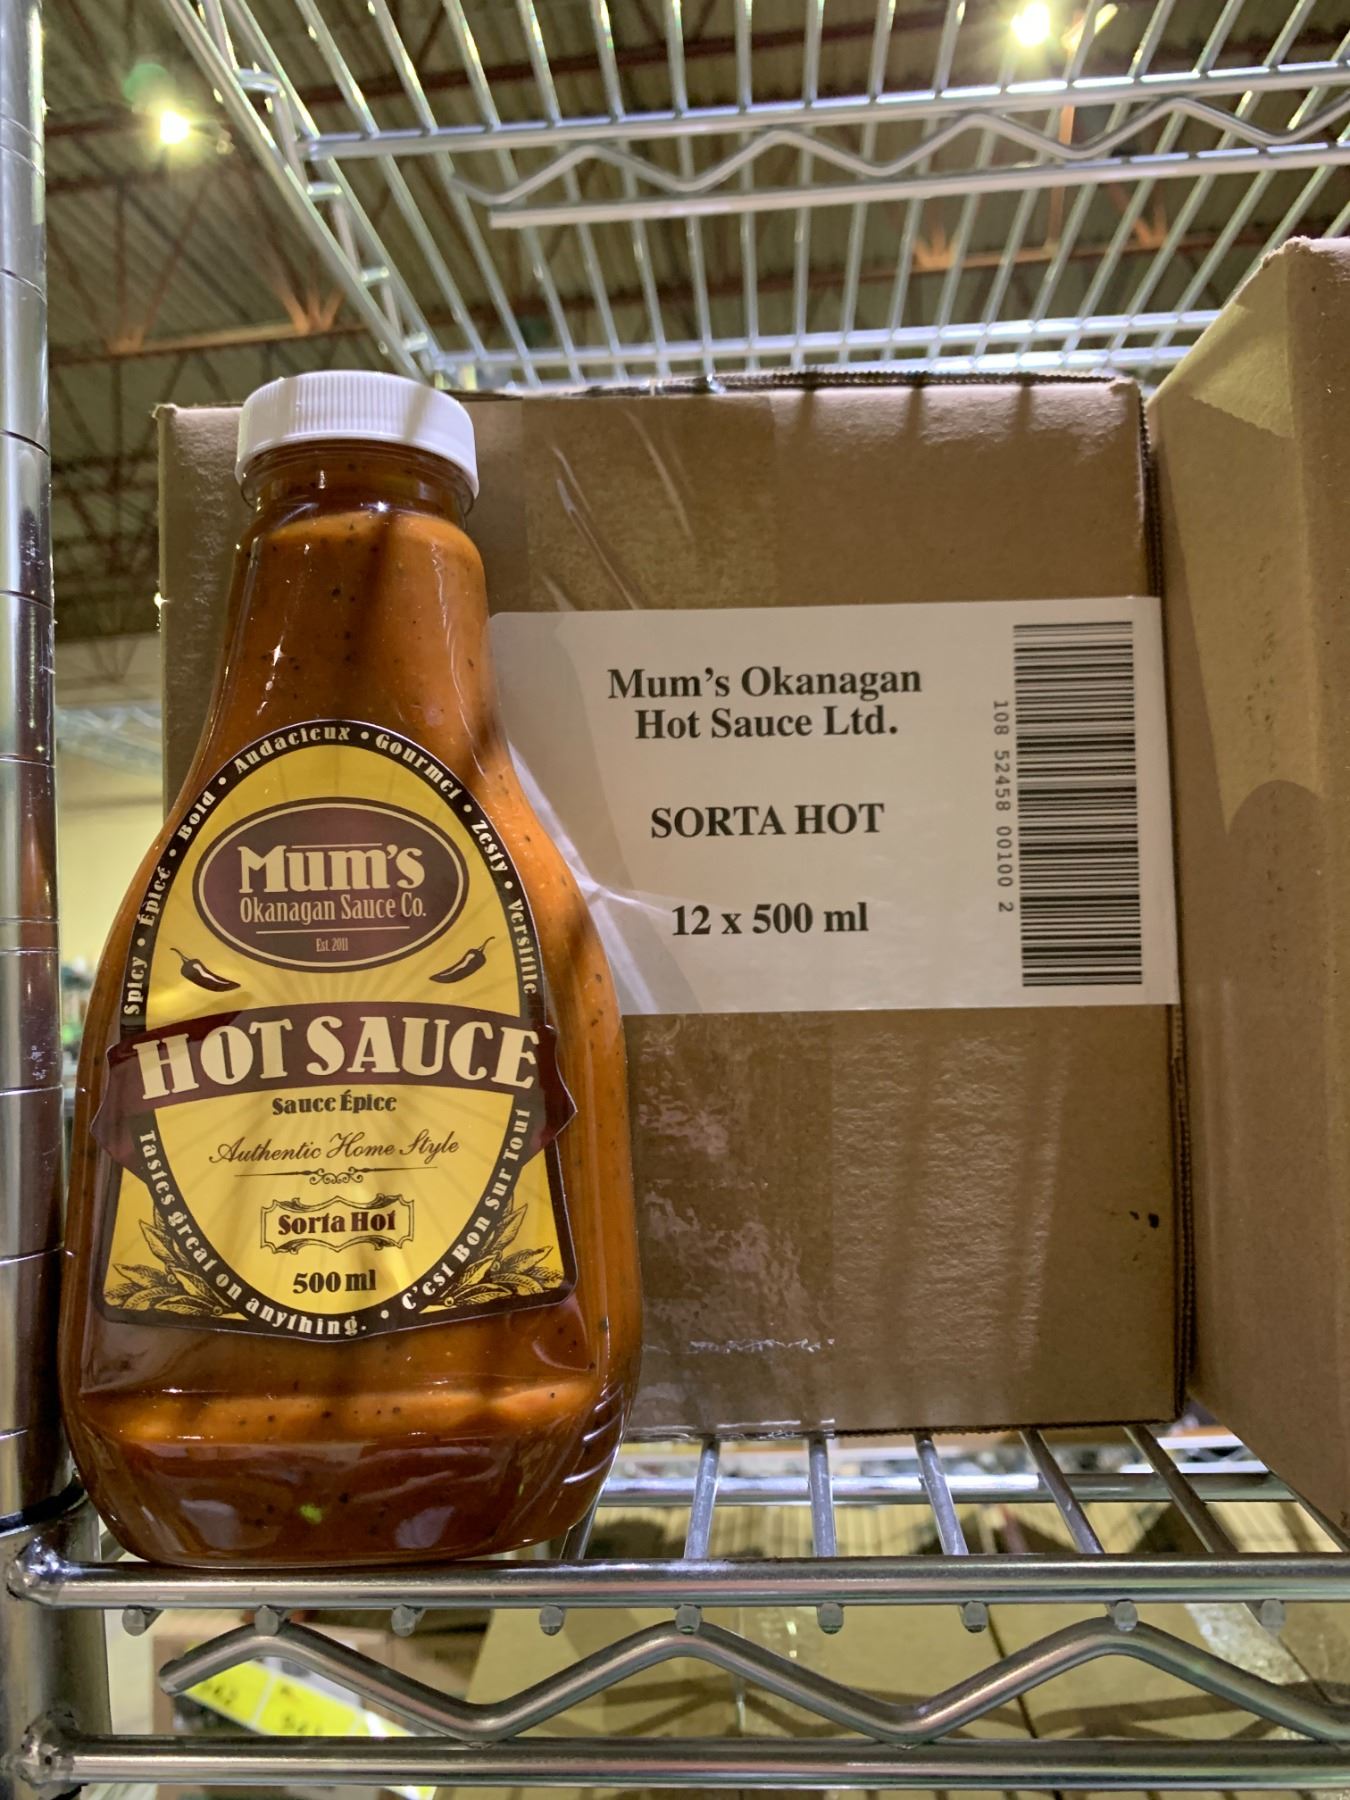 Spicy • Épicé • Bold • Audacieux • Gourmet • Zesty • Versitile
Mum's
Okanagan Sauce Co.
Est. 2011
HOT SAUCE
Sauce Épice
Authentic Home Style
Sorta Hot
500 ml
Tastes great on anything. • C'est Bon Sur Tout
Mum's Okanagan
Hot Sauce Ltd.
SORTA HOT
12 x 500 ml
108 52458 00100 2